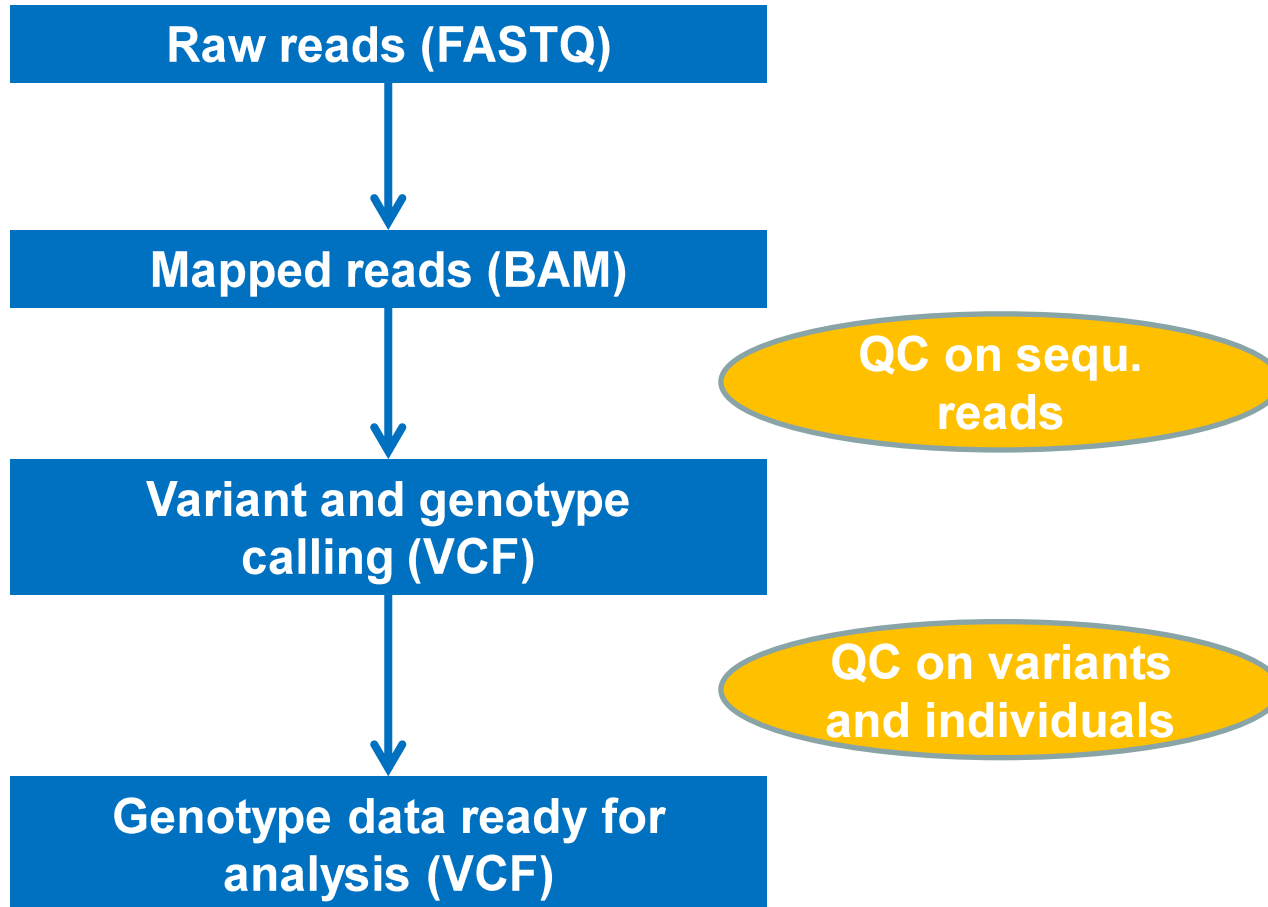 Raw reads (FASTQ)
Mapped reads (BAM)
QC on sequ.
reads
Variant and genotype
calling (VCF)
QC on variants
and individuals
Genotype data ready for
analysis (VCF)